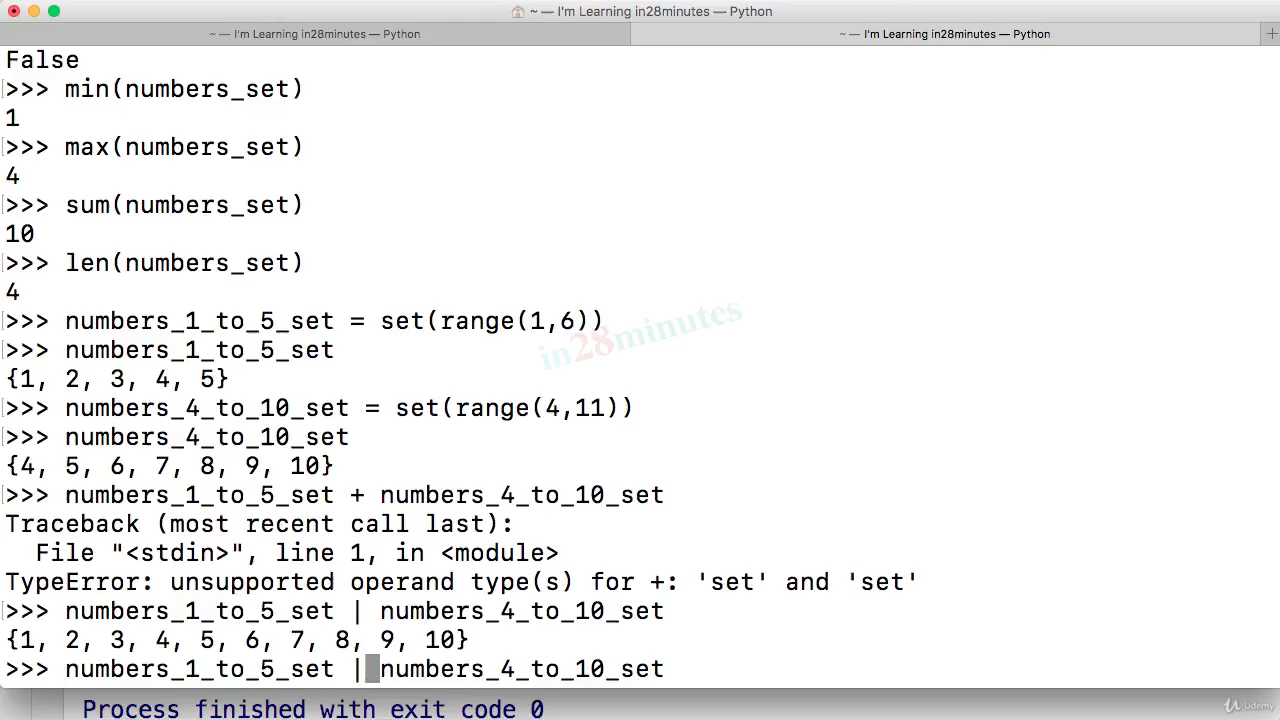 ~ — I'm Learning in28minutes — Python
~ — I'm Learning in28minutes — Python
~ — I'm Learning in28minutes — Python
False
>>> min(numbers_set)
1
>>> max(numbers_set)
4
>>> sum(numbers_set)
10
>>> len(numbers_set)
4
>>> numbers_1_to_5_set = set(range(1,6))
>>> numbers_1_to_5_set
{1, 2, 3, 4, 5}
>>> numbers_4_to_10_set = set(range(4,11))
>>> numbers_4_to_10_set
{4, 5, 6, 7, 8, 9, 10}
>>> numbers_1_to_5_set + numbers_4_to_10_set
Traceback (most recent call last):
  File "<stdin>", line 1, in <module>
TypeError: unsupported operand type(s) for +: 'set' and 'set'
>>> numbers_1_to_5_set | numbers_4_to_10_set
{1, 2, 3, 4, 5, 6, 7, 8, 9, 10}
>>> numbers_1_to_5_set | numbers_4_to_10_set
Process finished with exit code 0
in28minutes
Udemy